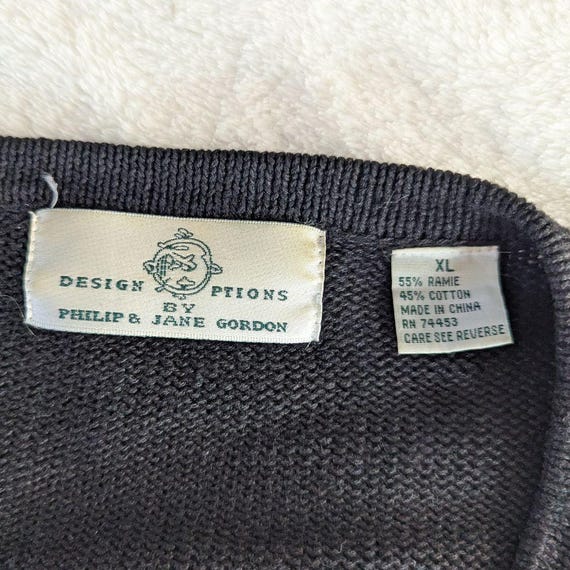 DESIGN PTIONS
BY
PHILIP & JANE GORDON
XL
55% RAMIE
45% COTTON
MADE IN CHINA
RN 74453
CARE SEE REVERSE